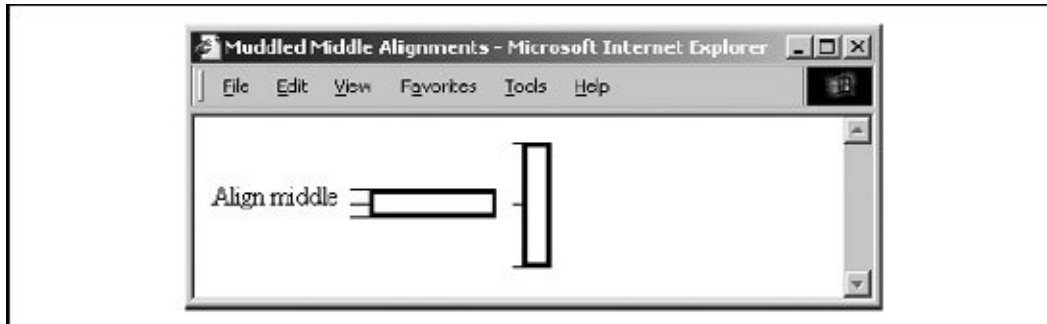 Muddled Middle Alignments - Microsoft Internet Explorer
File Edit View Favorites Tools Help
Align middle